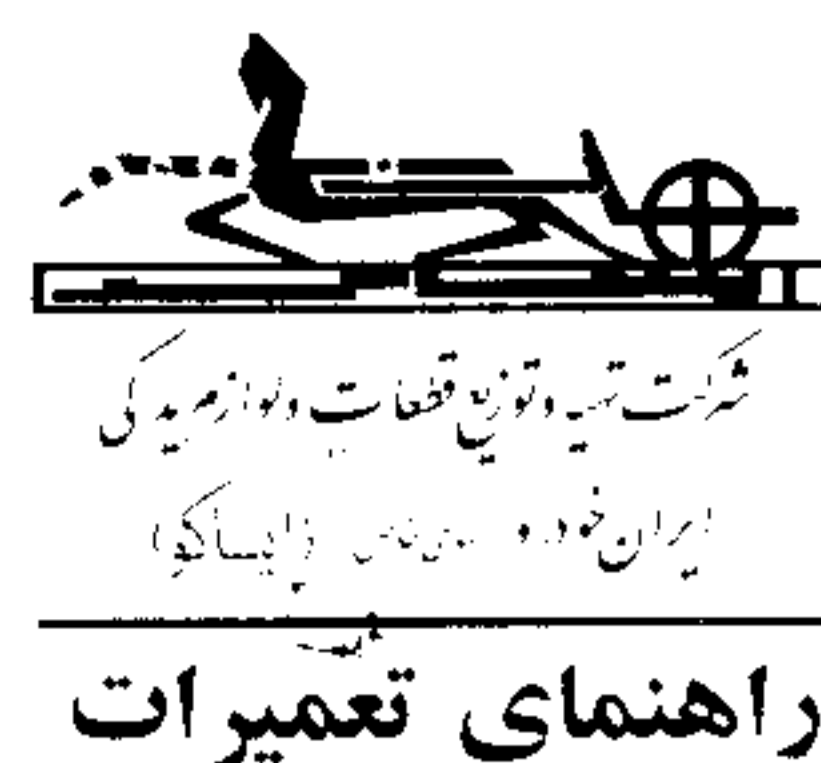 شرکت تهیه و توزیع قطعات و لوازم یدکی
ایران خودرو (ایساکو)
راهنمای تعمیرات